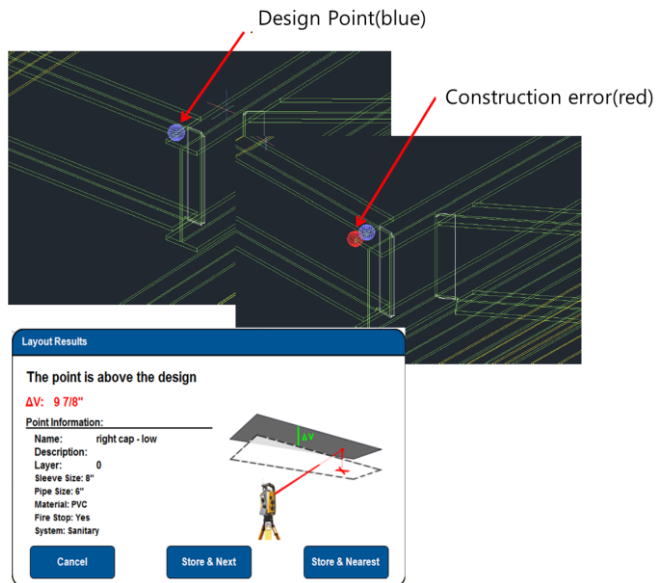 Design Point(blue)
Construction error(red)
Layout Results
The point is above the design
ΔV: 9 7/8"
Point Information:
Name: right cap - low
Description:
Layer: 0
Sleeve Size: 8"
Pipe Size: 6"
Material: PVC
Fire Stop: Yes
System: Sanitary
ΔV
Cancel
Store & Next
Store & Nearest